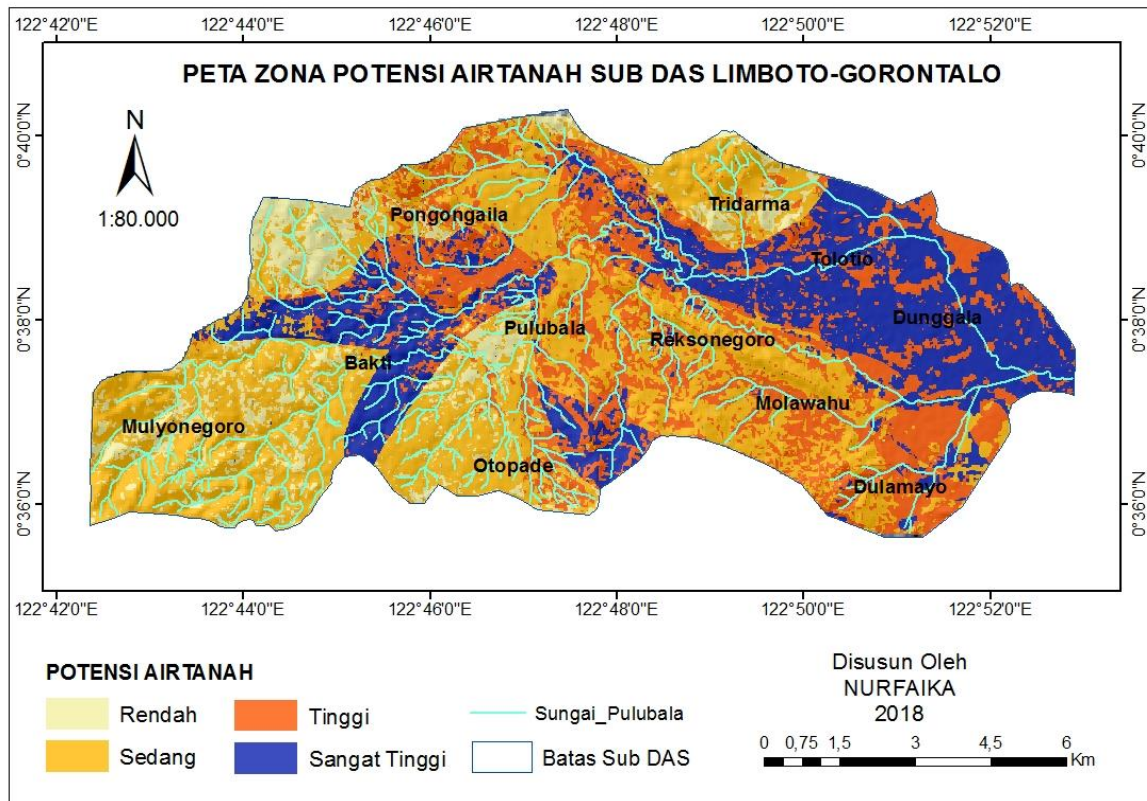 122°42'0"E 122°44'0"E 122°46'0"E 122°48'0"E 122°50'0"E 122°52'0"E
PETA ZONA POTENSI AIRTANAH SUB DAS LIMBOTO-GORONTALO
N
1:80.000
0°40'0"N
0°40'0"N
Tridarma
Pongongaila
Tolotio
0°38'0"N
Dunggala
0°38'0"N
Pulubala
Reksonegoro
Bakti
Molawahu
Mulyonegoro
Otopade
Dulamayo
0°36'0"N
0°36'0"N
122°42'0"E 122°44'0"E 122°46'0"E 122°48'0"E 122°50'0"E 122°52'0"E
POTENSI AIRTANAH
Rendah
Sedang
Tinggi
Sangat Tinggi
Sungai_Pulubala
Batas Sub DAS
Disusun Oleh
NURFAIKA
2018
0 0,75 1,5 3 4,5 6
Km